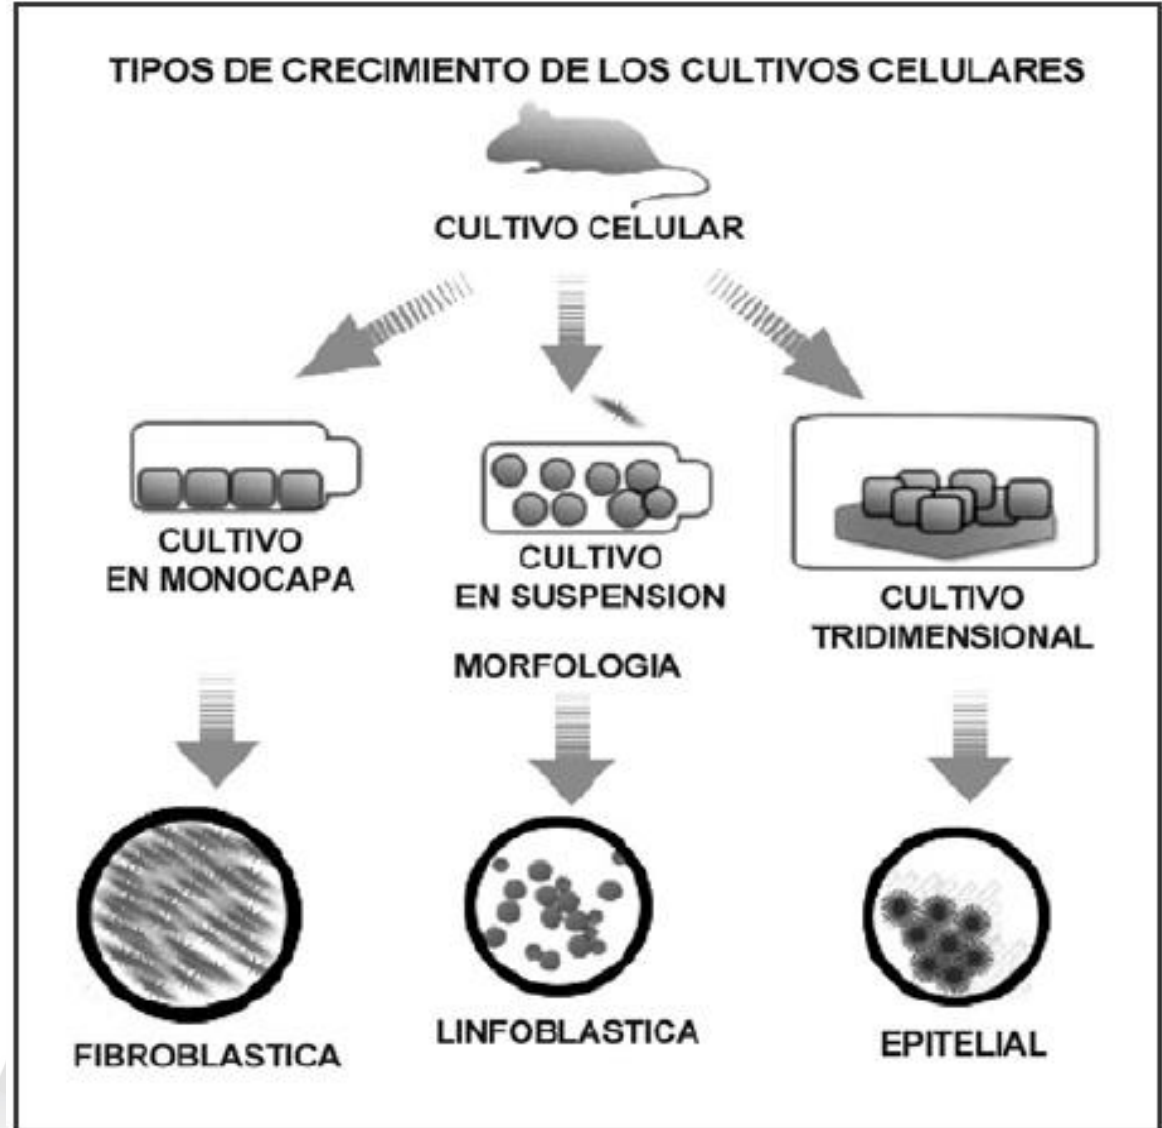 TIPOS DE CRECIMIENTO DE LOS CULTIVOS CELULARES
CULTIVO CELULAR
CULTIVO
EN MONOCAPA
CULTIVO
EN SUSPENSION
CULTIVO
TRIDIMENSIONAL
MORFOLOGIA
FIBROBLASTICA
LINFOBLASTICA
EPITELIAL